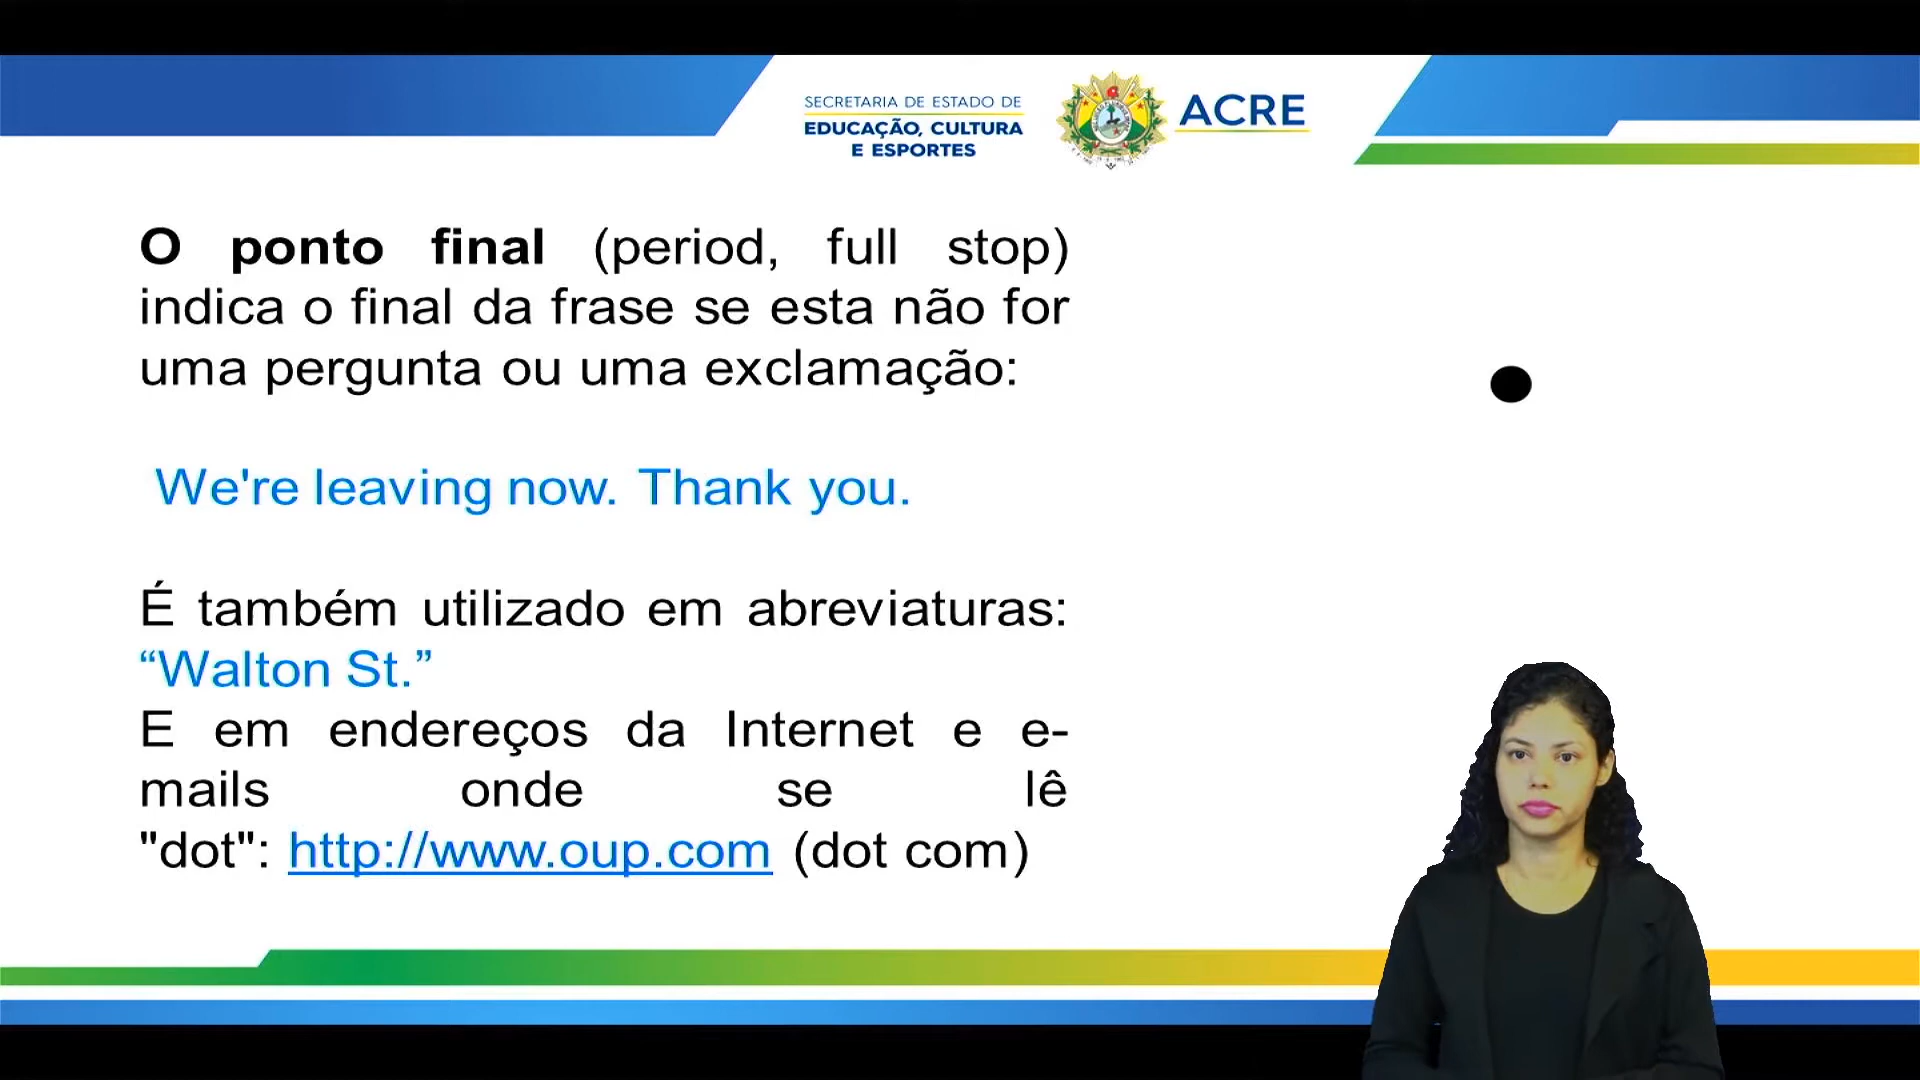 SECRETARIA DE ESTADO DE
EDUCAÇÃO, CULTURA
E ESPORTES
ACRE
O ponto final (period, full stop)
indica o final da frase se esta não for
uma pergunta ou uma exclamação:
We're leaving now. Thank you.
É também utilizado em abreviaturas:
“Walton St.”
E em endereços da Internet e e-
mails onde se lê
"dot": http://www.oup.com (dot com)